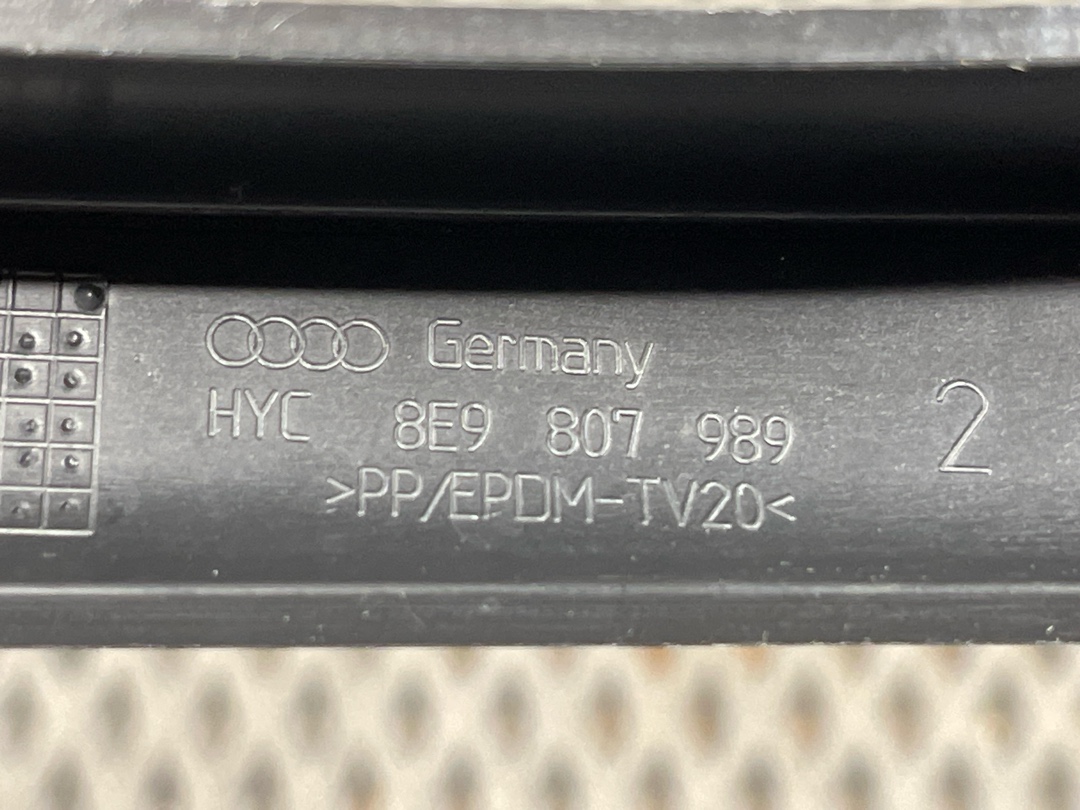 Germany
HYC 8E9 807 989
2
>PP/EPDM-TV20<